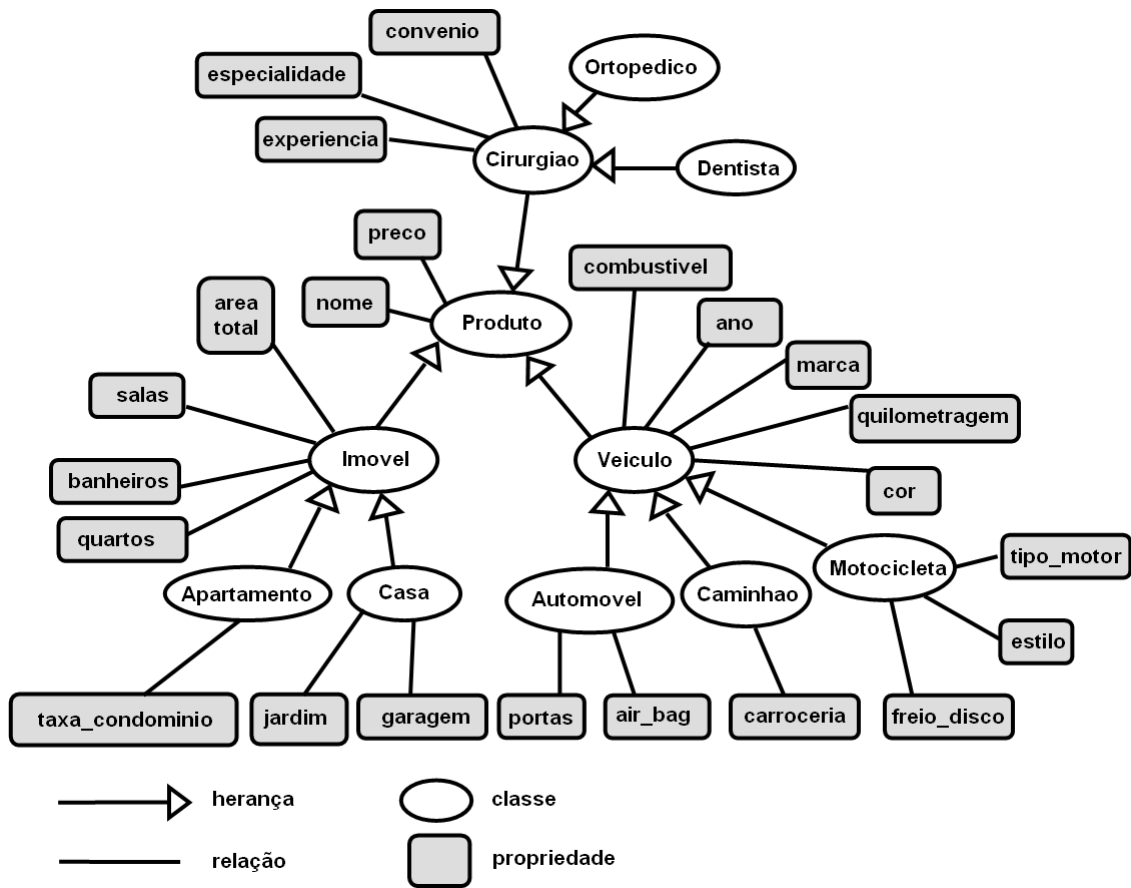 convenio
Ortopedico
especialidade
experiencia
Cirurgiao
Dentista
preco
combustivel
area
total
nome
Produto
ano
marca
salas
quilometragem
Imovel
Veiculo
banheiros
cor
quartos
tipo_motor
Motocicleta
Apartamento
Casa
Automovel
Caminhao
estilo
taxa_condominio
jardim
garagem
portas
air_bag
carroceria
freio_disco
herança
classe
relação
propriedade